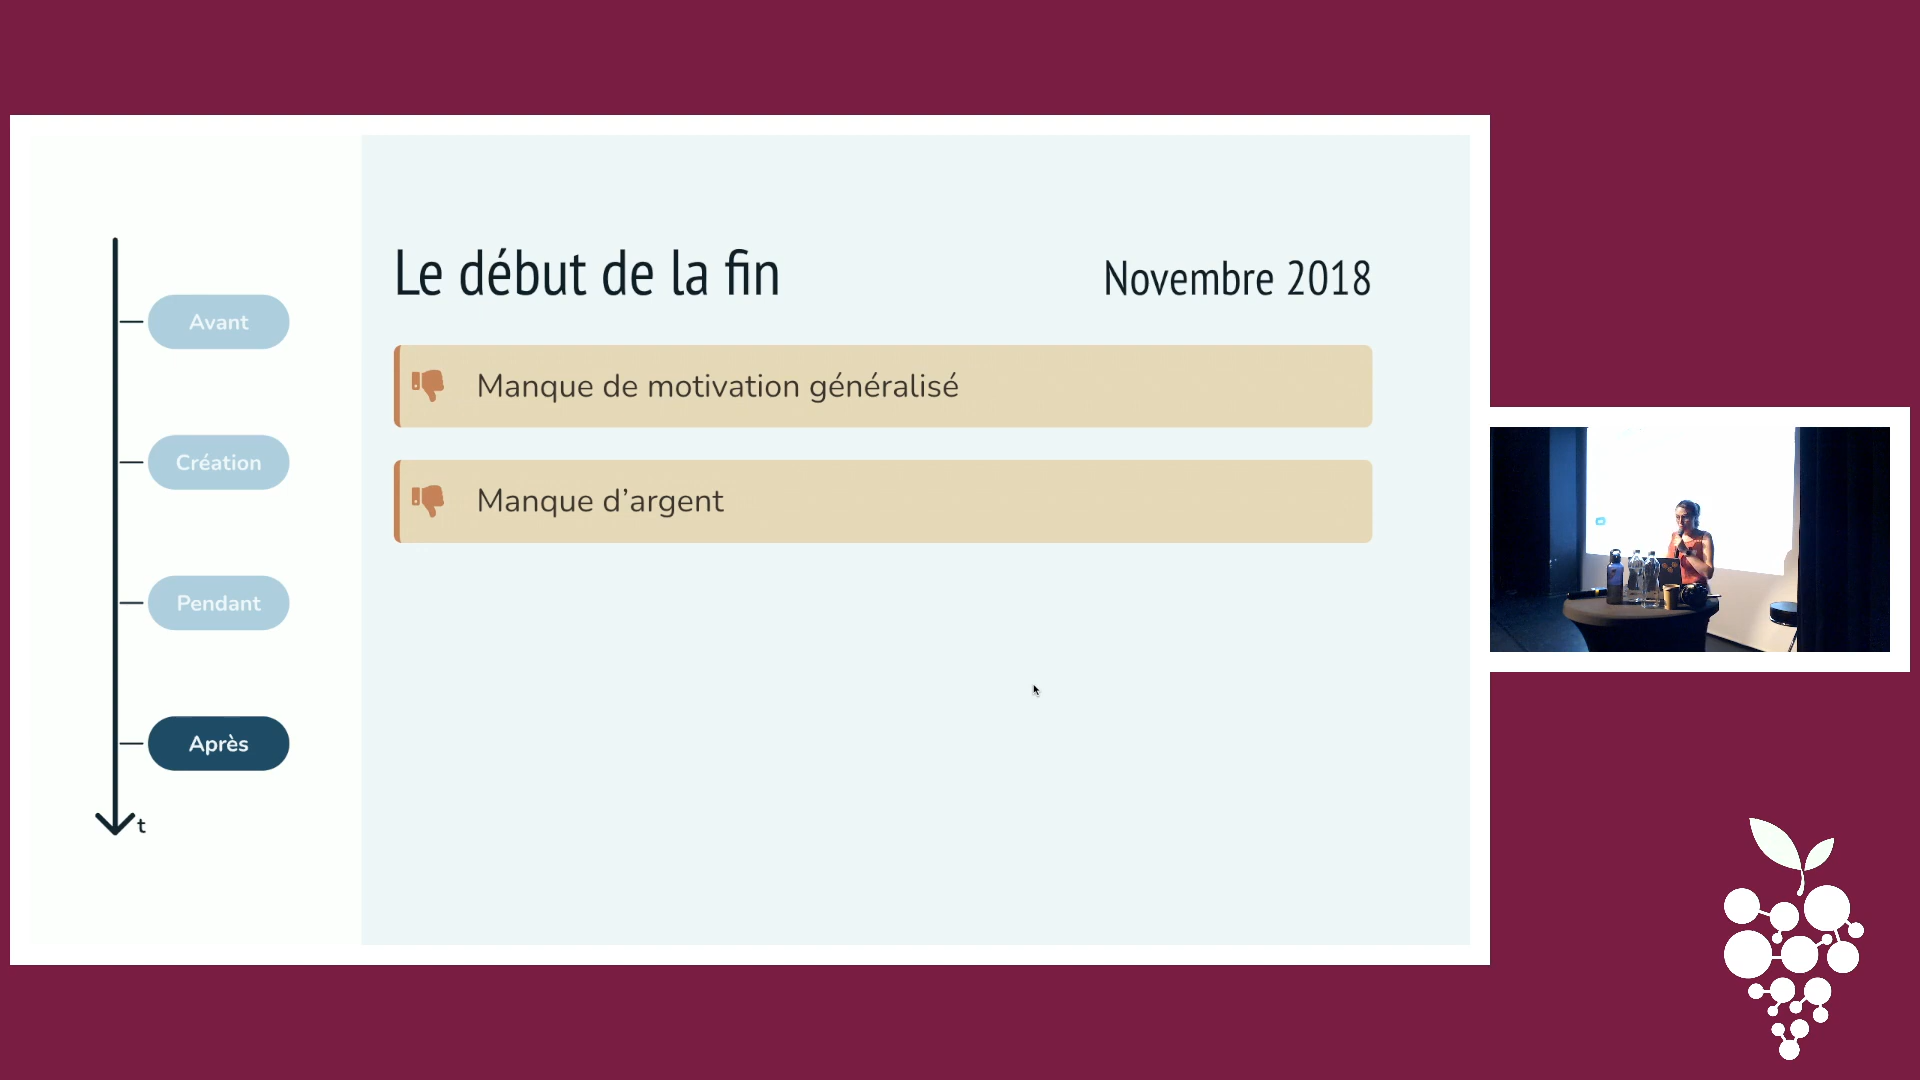 Avant
Création
Pendant
Après
t
Le début de la fin
Novembre 2018
Manque de motivation généralisé
Manque d’argent